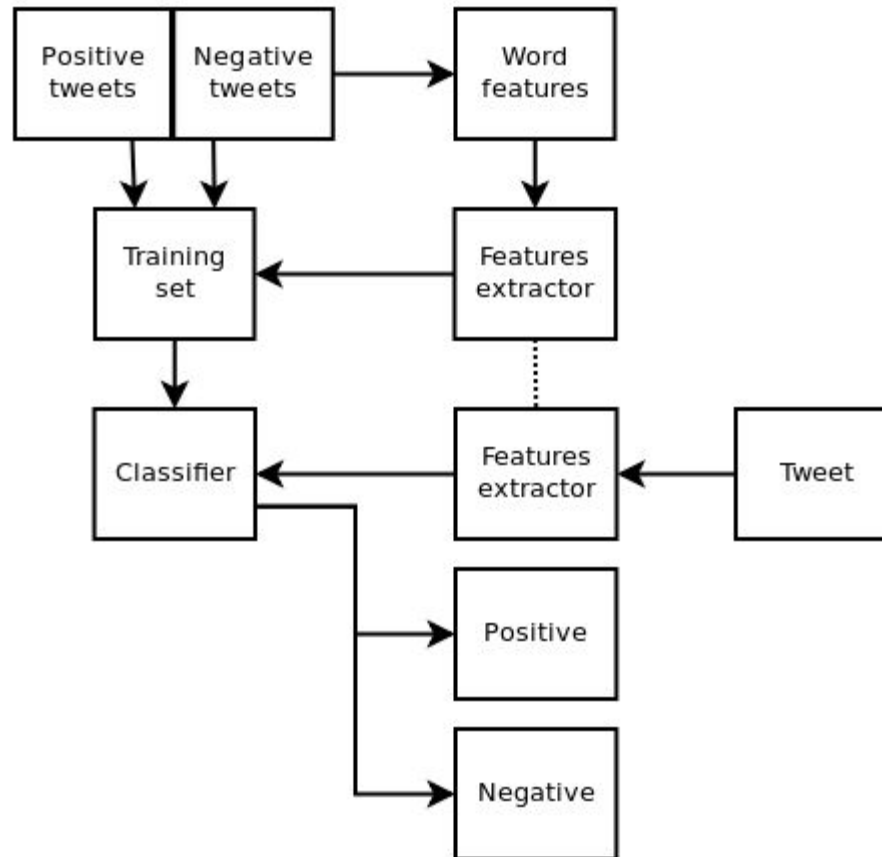 Positive
tweets
Negative
tweets
Word
features
Training
set
Features
extractor
Classifier
Features
extractor
Tweet
Positive
Negative